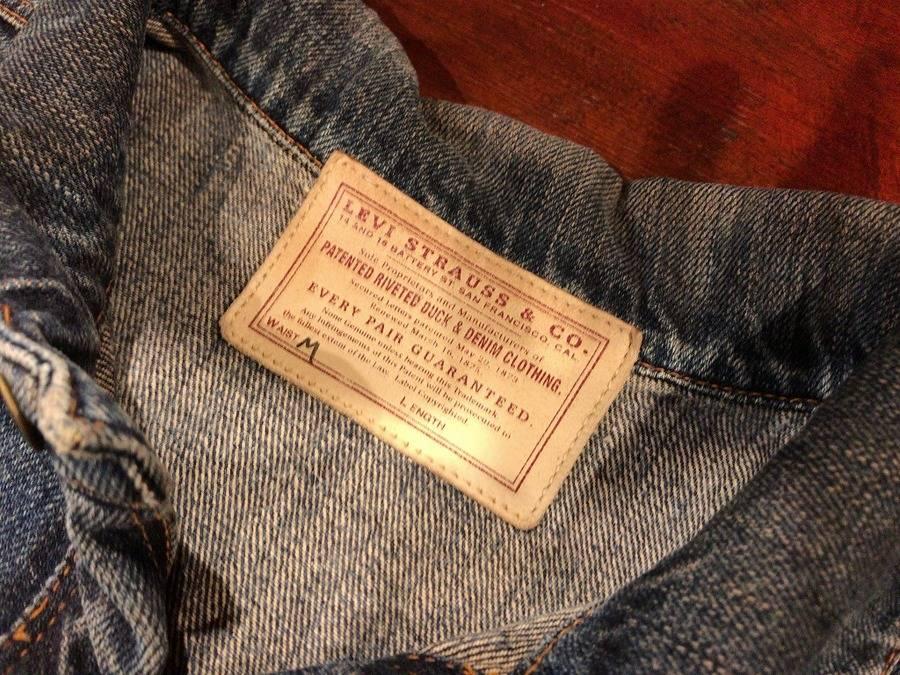 LEVI STRAUSS & CO.
14 AND 16 BATTERY ST. SAN FRANCISCO, CAL.
Sole Proprietors and Manufacturers of
PATENTED RIVETED DUCK & DENIM CLOTHING.
Secured Letters Patent May 20, 1873
Renewed March 16, 1875
EVERY PAIR GUARANTEED.
None Genuine unless bearing this Trademark.
Any Infringements of this Patent will be prosecuted to
the fullest extent of the Law. Label Copyrighted.
WAIST M LENGTH